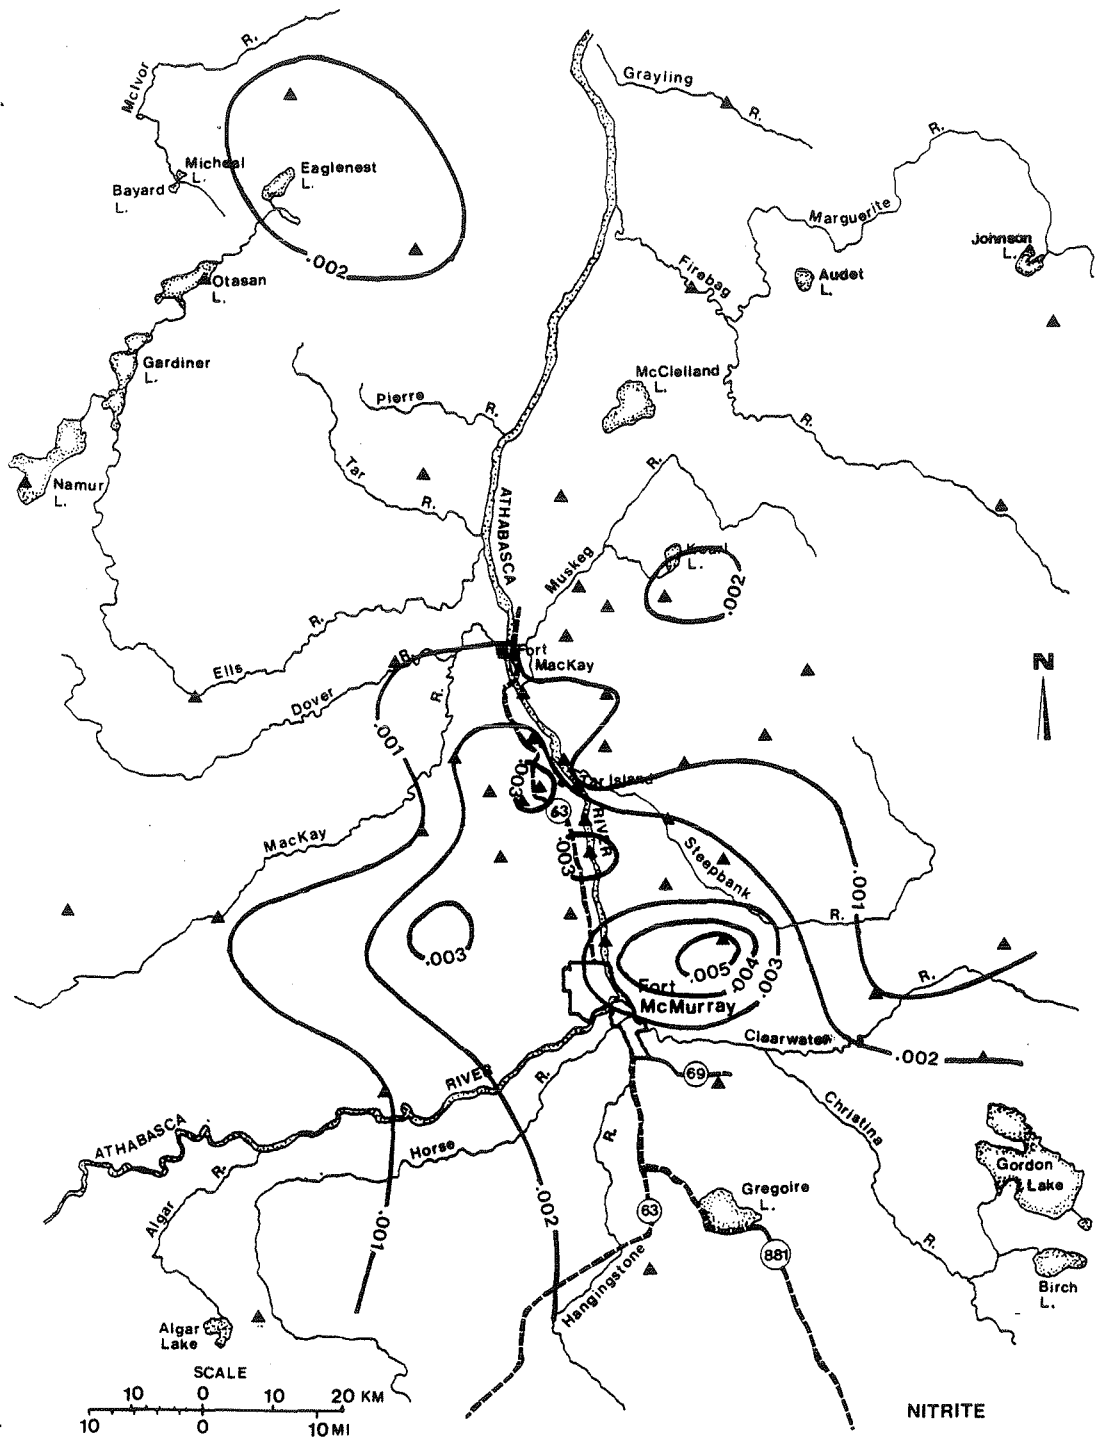 McIvor R.
Grayling R.
Micheal
L.
Bayard
L.
Eaglenest
L.
R.
Marguerite
Johnson
L.
.002
Otasan
L.
Firebag
Audet
L.
Gardiner
L.
McClelland
L.
Pierre R.
R.
Tar R.
Namur
L.
ATHABASCA
R.
Muskeg
L.
.002
Ells R.
Fort
MacKay
N
Dover R.
R.
.001
.003
Tar Island
63
RIVER
MacKay
.003
Steepbank
R.
.001
.003
.005
.004
.003
R.
Fort
McMurray
Clearwater
.002
RIVER
R.
69
ATHABASCA
Christina
Horse
R.
R.
Algar
Gordon
Lake
Gregoire
L.
.002
63
.001
R.
881
Hangingstone
Birch
L.
Algar
Lake
SCALE
10 0 10 20 KM
10 0 10 MI
NITRITE